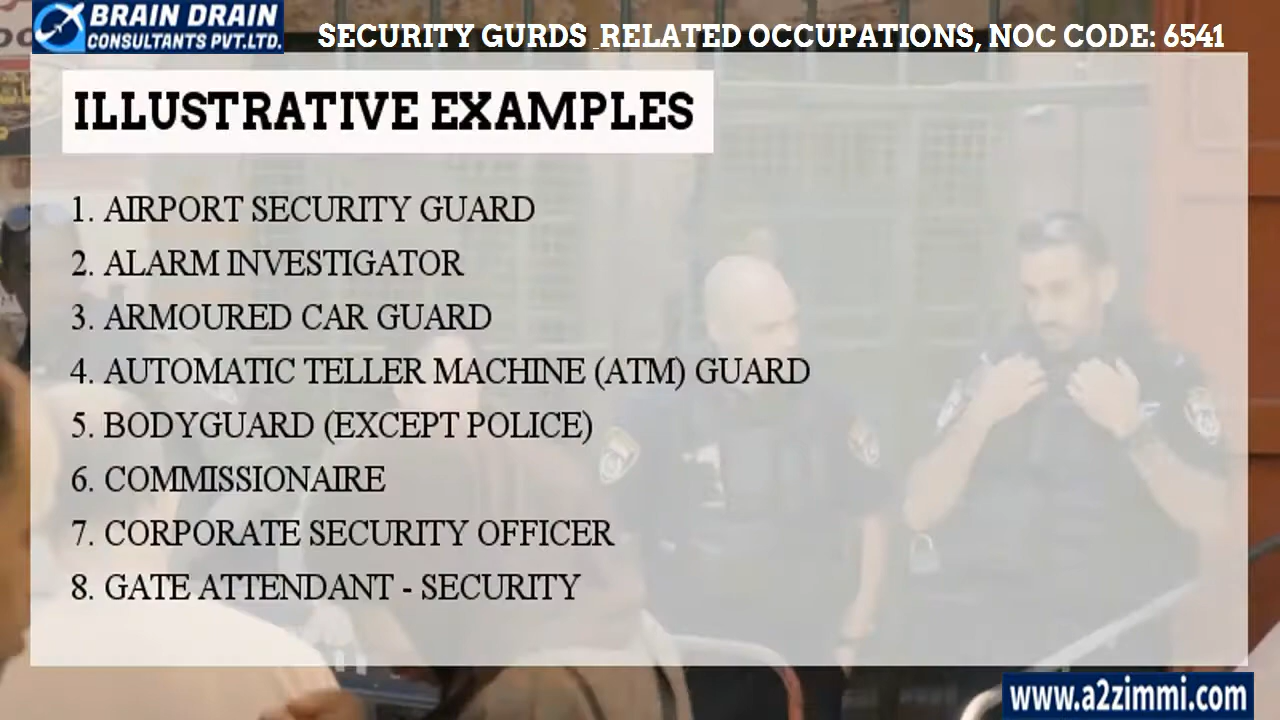 BRAIN DRAIN
CONSULTANTS PVT.LTD.
SECURITY GURDS _RELATED OCCUPATIONS, NOC CODE: 6541
ILLUSTRATIVE EXAMPLES
1. AIRPORT SECURITY GUARD
2. ALARM INVESTIGATOR
3. ARMOURED CAR GUARD
4. AUTOMATIC TELLER MACHINE (ATM) GUARD
5. BODYGUARD (EXCEPT POLICE)
6. COMMISSIONAIRE
7. CORPORATE SECURITY OFFICER
8. GATE ATTENDANT - SECURITY
www.a2zimmi.com